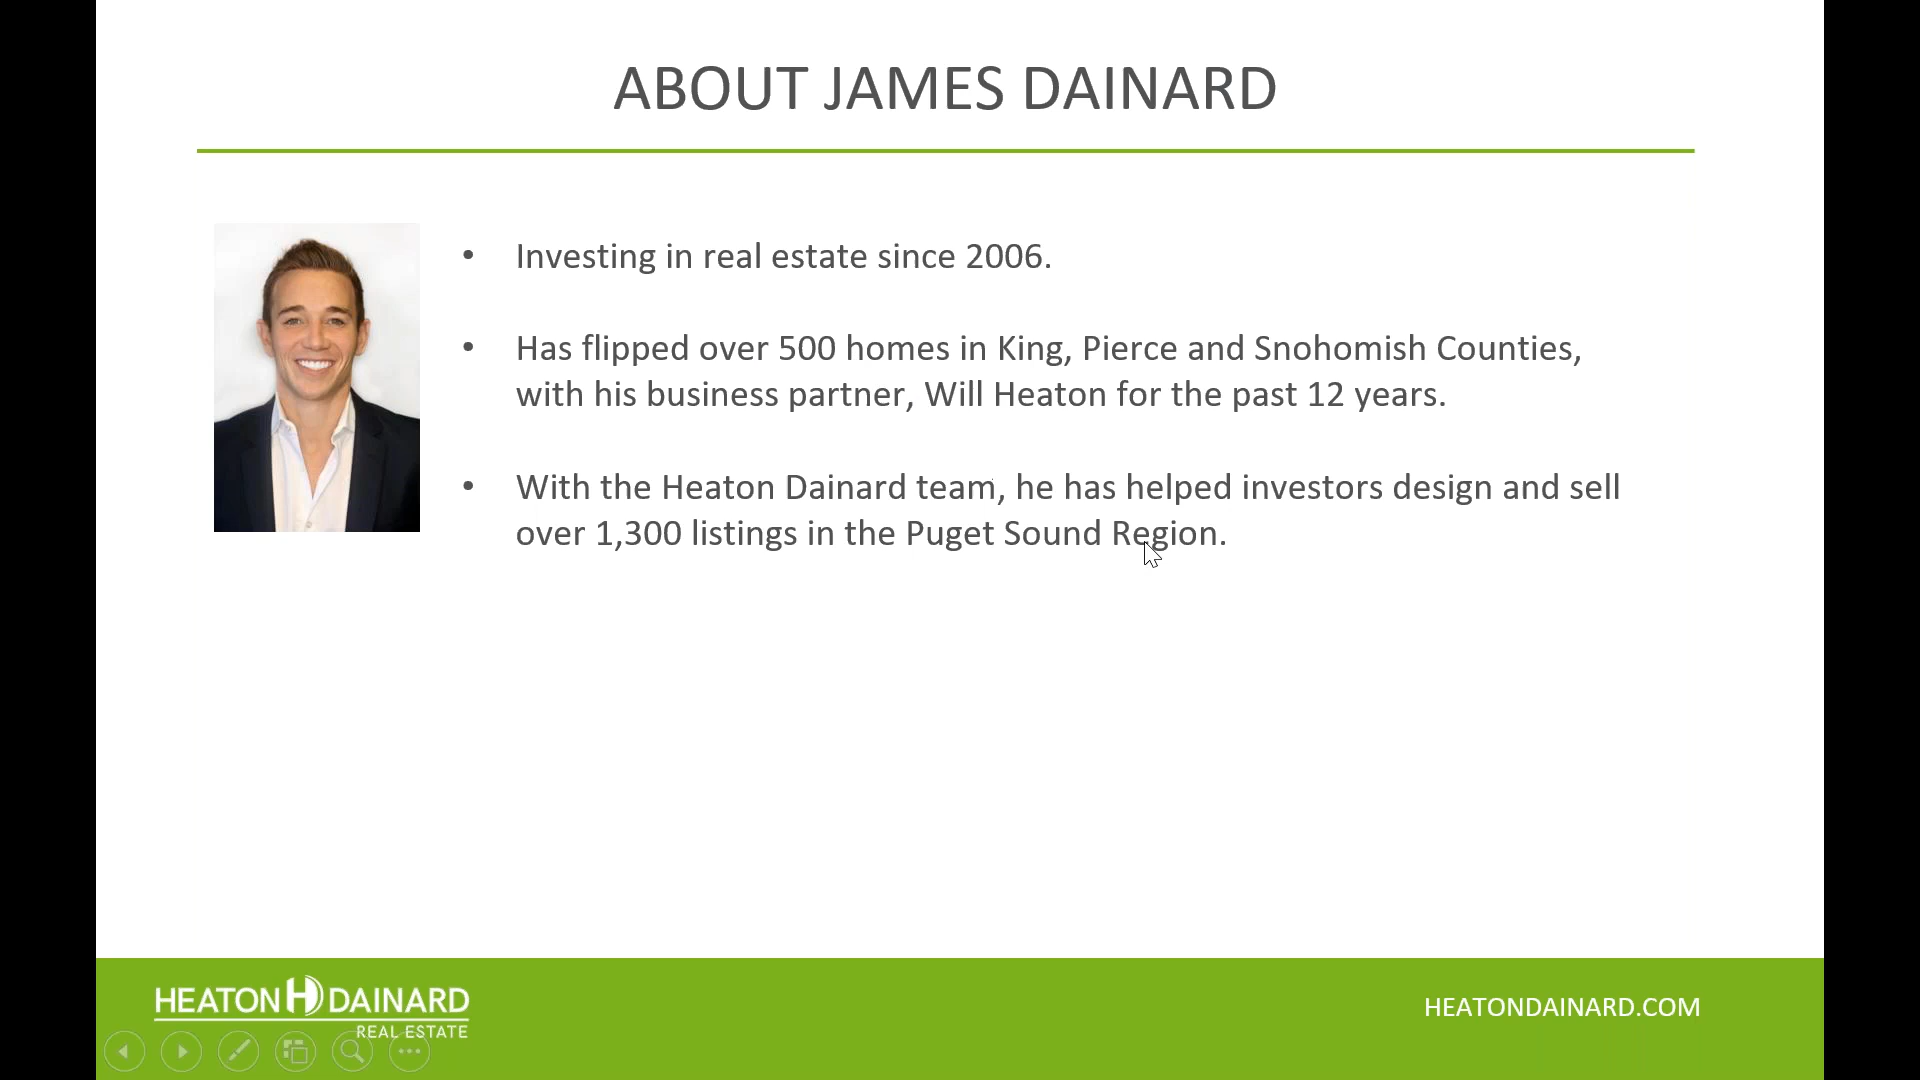 ABOUT JAMES DAINARD
• Investing in real estate since 2006.
• Has flipped over 500 homes in King, Pierce and Snohomish Counties,
with his business partner, Will Heaton for the past 12 years.
• With the Heaton Dainard team, he has helped investors design and sell
over 1,300 listings in the Puget Sound Region.
HEATON H DAINARD
REAL ESTATE
HEATONDAINARD.COM